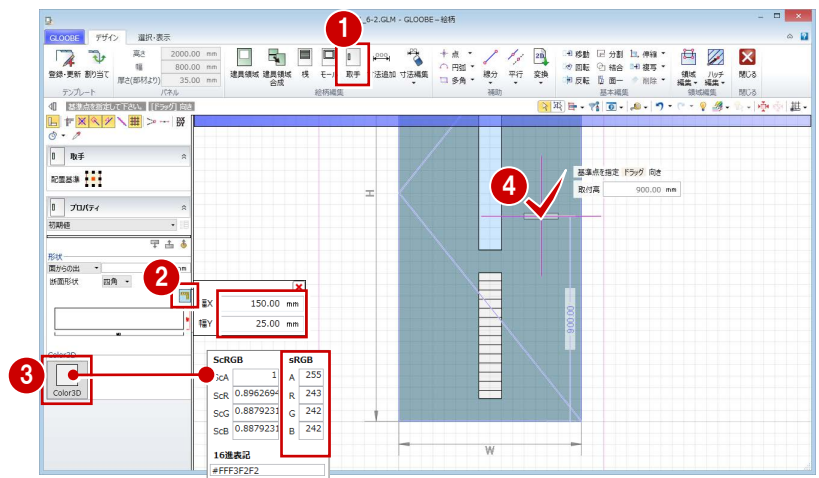 _6-2.GLM - GLOOBE – 絵柄
GLOOBE デザイン 選択・表示
登録・更新 割り当て
テンプレート
高さ 2000.00 mm
幅 800.00 mm
厚さ(部材より) 35.00 mm
パネル
建具領域 建具領域合成 桟 モール 取手 寸法追加 寸法編集
絵柄編集
点 円弧 多角 線分 平行 変換
補助
移動 分割 伸縮
回転 結合 複写
反転 面一 削除
基本編集
領域編集 ハッチ編集
領域編集
閉じる
閉じる
1
基準点を指定して下さい。 [ドラッグ] 向き
取手
配置基準
プロパティ
初期値
形状
面からの出 mm
断面形状 四角
2
幅X 150.00 mm
幅Y 25.00 mm
Color3D
3
Color3D
ScRGB sRGB
ScA 1 A 255
ScR 0.8962694 R 243
ScG 0.8879231 G 242
ScB 0.8879231 B 242
16進表記
#FFF3F2F2
4
基準点を指定 ドラッグ 向き
取付高 900.00 mm
H
900.00
W